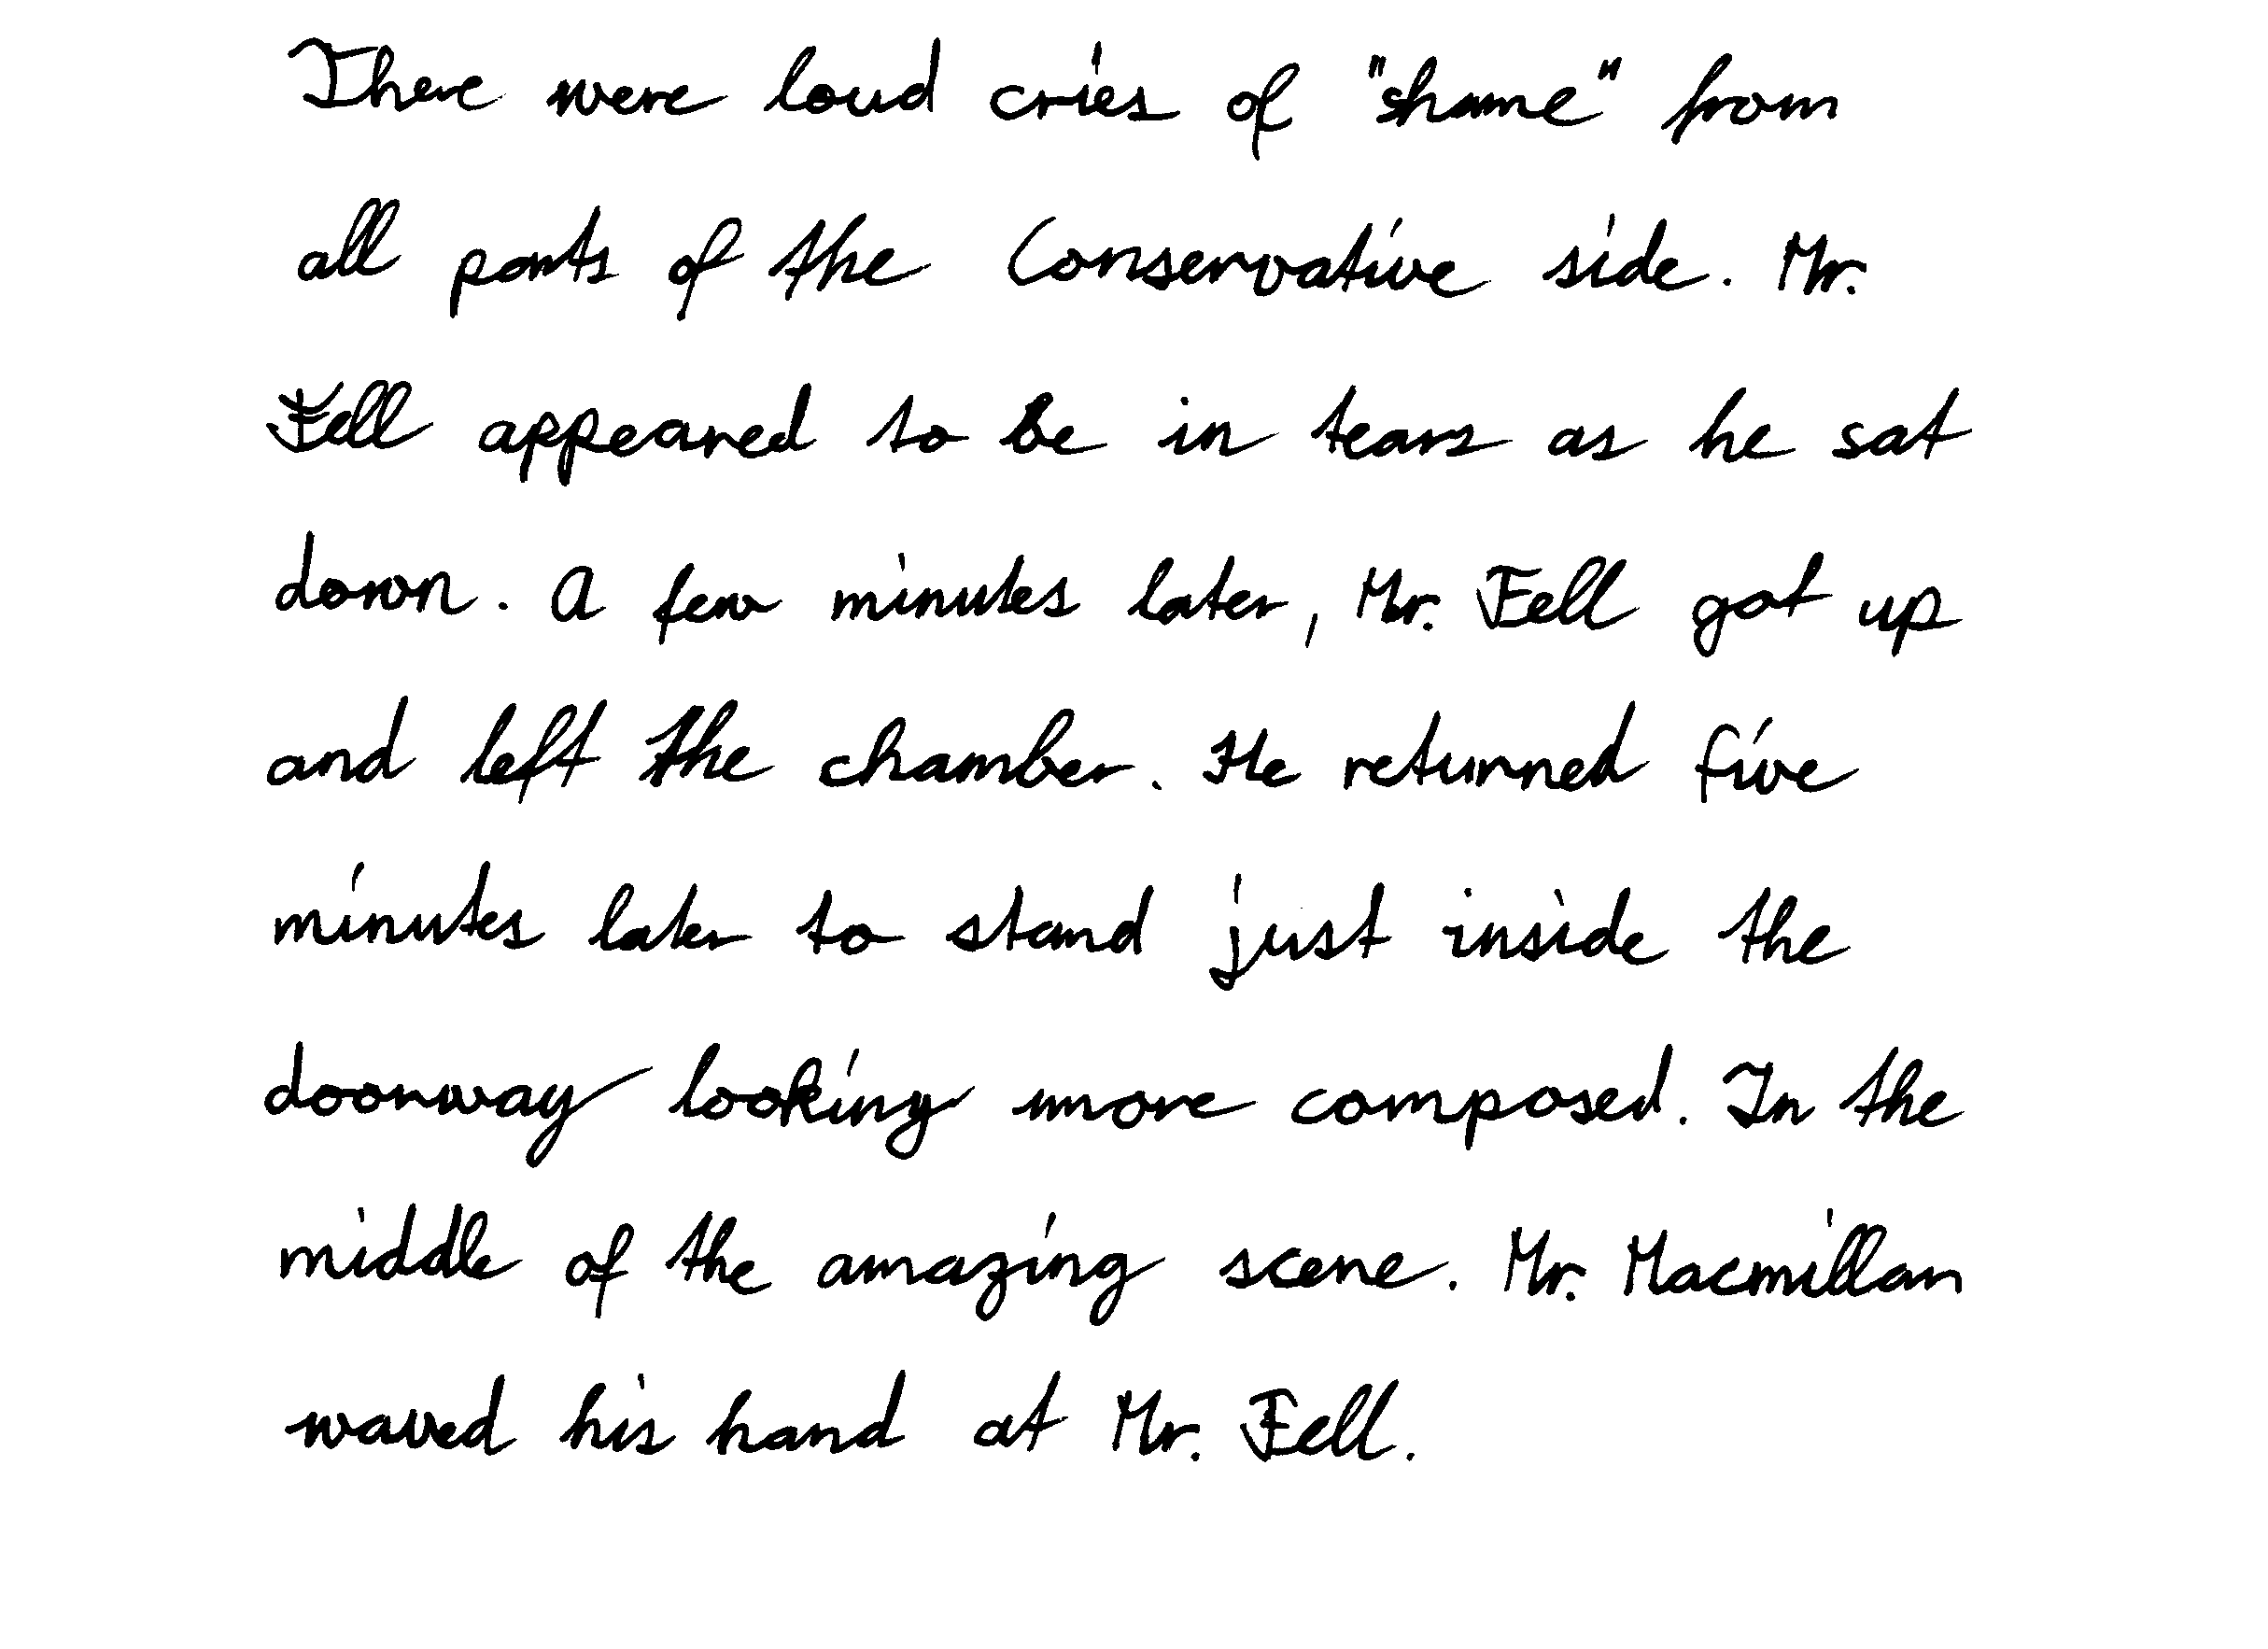 There were loud cries of "shame" from
all parts of the Conservative side. Mr.
Fell appeared to be in tears as he sat
down. A few minutes later, Mr. Fell got up
and left the chamber. He returned five
minutes later to stand just inside the
doorway looking more composed. In the
middle of the amazing scene. Mr. Macmillan
waved his hand at Mr. Fell.